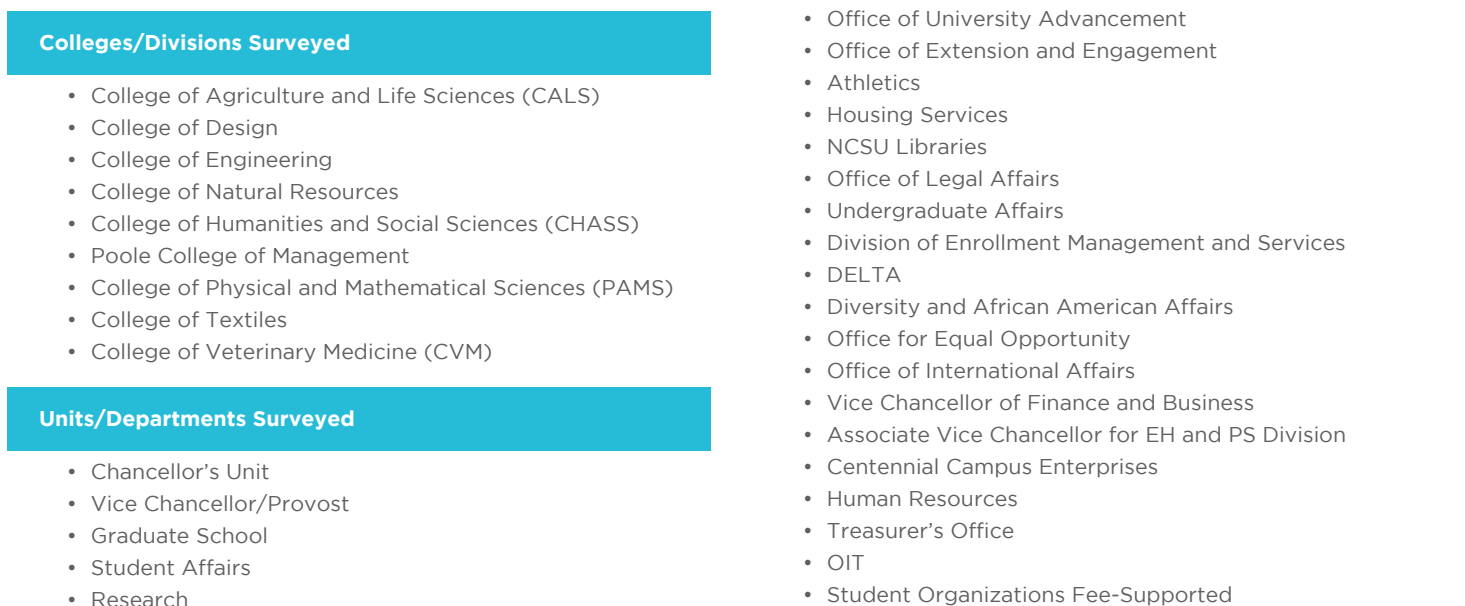 Colleges/Divisions Surveyed
• College of Agriculture and Life Sciences (CALS)
• College of Design
• College of Engineering
• College of Natural Resources
• College of Humanities and Social Sciences (CHASS)
• Poole College of Management
• College of Physical and Mathematical Sciences (PAMS)
• College of Textiles
• College of Veterinary Medicine (CVM)
Units/Departments Surveyed
• Chancellor’s Unit
• Vice Chancellor/Provost
• Graduate School
• Student Affairs
• Research
• Office of University Advancement
• Office of Extension and Engagement
• Athletics
• Housing Services
• NCSU Libraries
• Office of Legal Affairs
• Undergraduate Affairs
• Division of Enrollment Management and Services
• DELTA
• Diversity and African American Affairs
• Office for Equal Opportunity
• Office of International Affairs
• Vice Chancellor of Finance and Business
• Associate Vice Chancellor for EH and PS Division
• Centennial Campus Enterprises
• Human Resources
• Treasurer’s Office
• OIT
• Student Organizations Fee-Supported